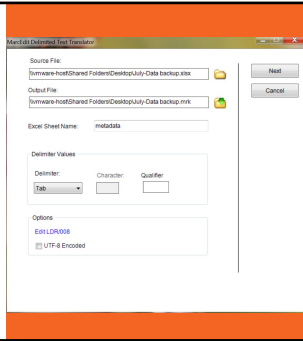 MarcEdit Delimited Text Translator
Source File:
\\vmware-host\Shared Folders\Desktop\July-Data backup.xlsx
Next
Output File:
\\vmware-host\Shared Folders\Desktop\July-Data backup.mrk
Cancel
Excel Sheet Name: metadata
Delimiter Values
Delimiter: Character: Qualifier
Tab
Options
Edit LDR/008
UTF-8 Encoded